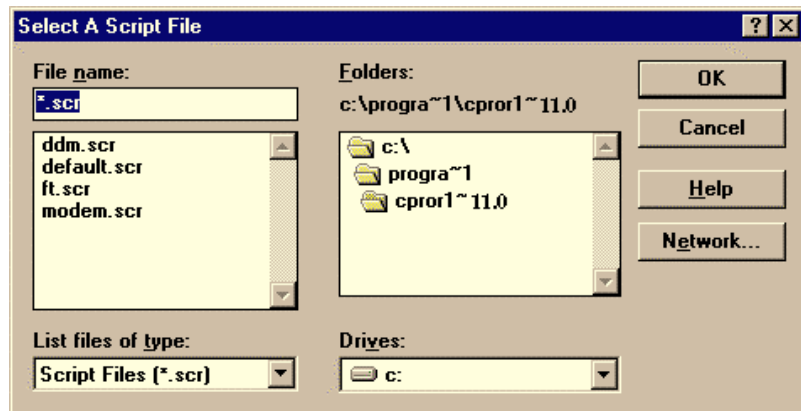 Select A Script File
File name:
*.scr
ddm.scr
default.scr
ft.scr
modem.scr
List files of type:
Script Files (*.scr)
Folders:
c:\progra~1\cpror1~11.0
c:\
progra~1
cpror1~11.0
Drives:
c:
OK
Cancel
Help
Network...